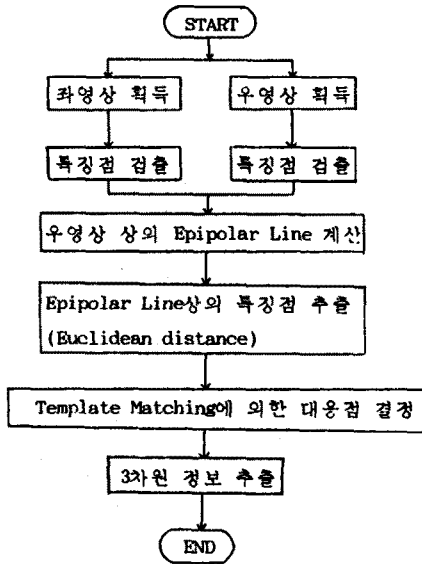 START
좌영상 획득
우영상 획득
특징점 검출
특징점 검출
우영상 상의 Epipolar Line 계산
Epipolar Line상의 특징점 추출
(Euclidean distance)
Template Matching에 의한 대응점 결정
3차원 정보 추출
END